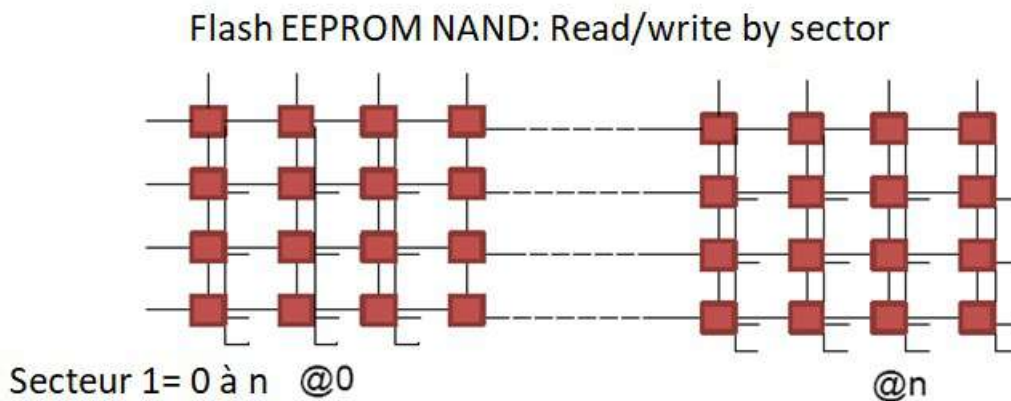 Flash EEPROM NAND: Read/write by sector
Secteur 1= 0 à n @0
@n